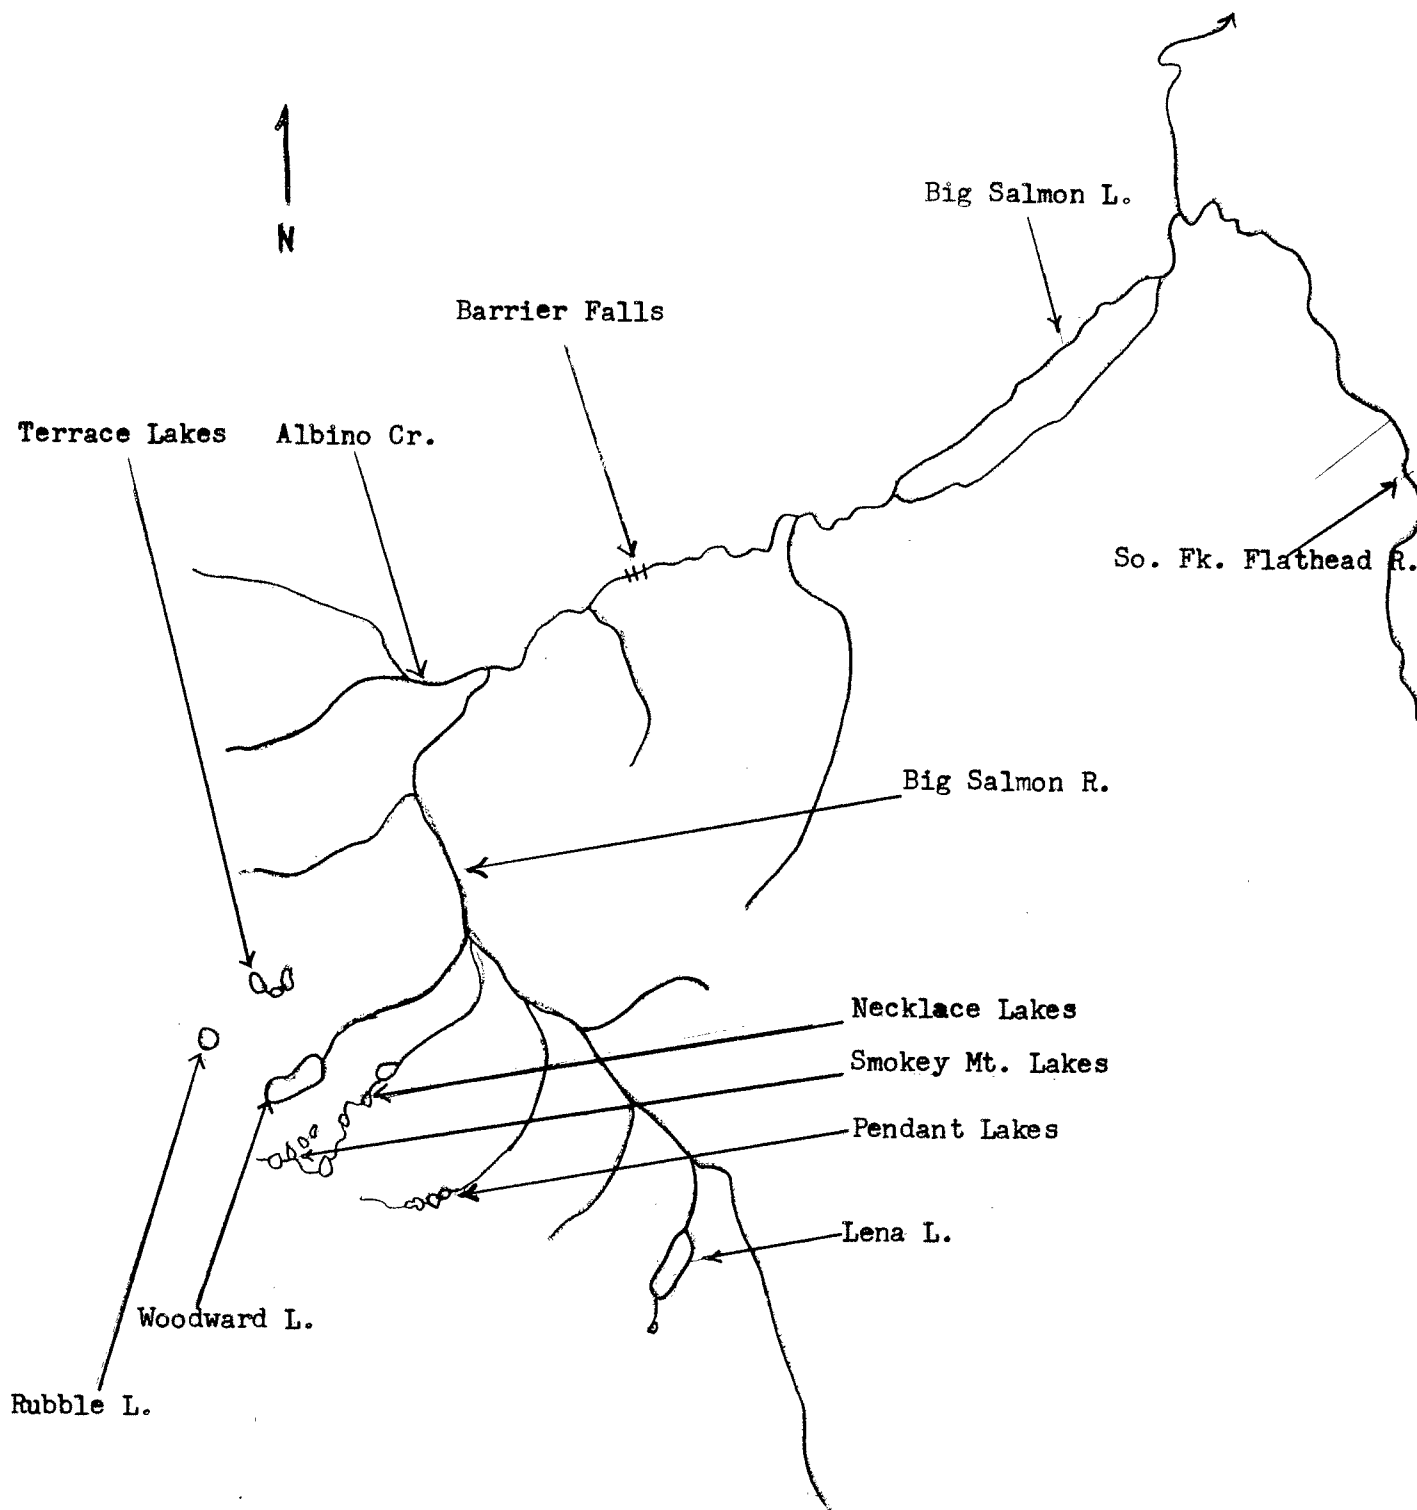 Big Salmon L.
N
Barrier Falls
Terrace Lakes
Albino Cr.
So. Fk. Flathead R.
Big Salmon R.
Necklace Lakes
Smokey Mt. Lakes
Pendant Lakes
Lena L.
Woodward L.
Rubble L.